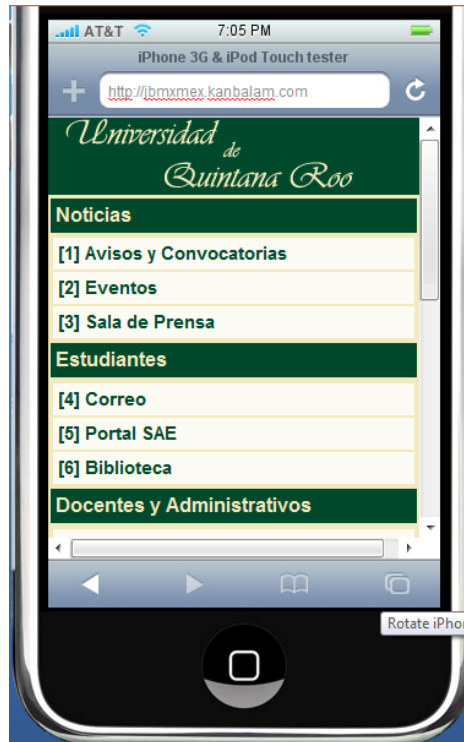 AT&T 7:05 PM
iPhone 3G & iPod Touch tester
http://jbmxmex.kanbalam.com
Universidad
de
Quintana Roo
Noticias
[1] Avisos y Convocatorias
[2] Eventos
[3] Sala de Prensa
Estudiantes
[4] Correo
[5] Portal SAE
[6] Biblioteca
Docentes y Administrativos
Rotate iPhon